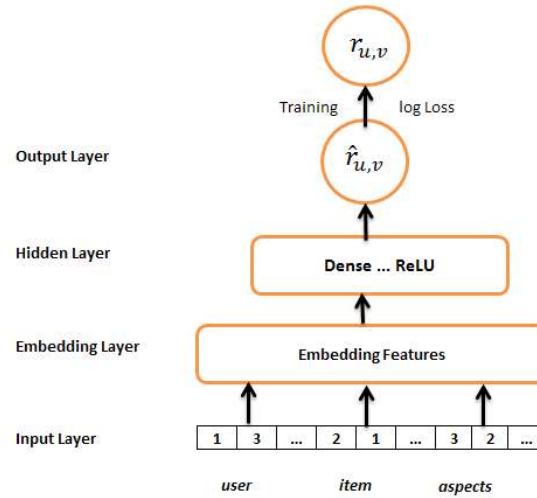 r_{u,v}
Training log Loss
Output Layer r̂_{u,v}
Hidden Layer Dense ... ReLU
Embedding Layer Embedding Features
Input Layer 1 3 ... 2 1 ... 3 2 ...
user item aspects